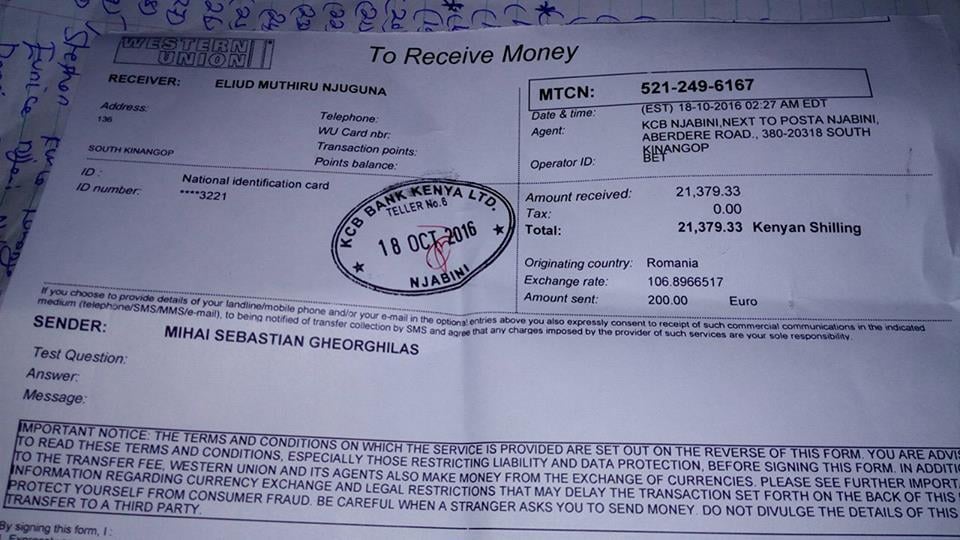 WESTERN UNION
To Receive Money
RECEIVER: ELIUD MUTHIRU NJUGUNA
Address:
136
SOUTH KINANGOP
Telephone:
WU Card nbr:
Transaction points:
Points balance:
ID :
National identification card
ID number:
****3221
MTCN: 521-249-6167
Date & time: (EST) 18-10-2016 02:27 AM EDT
Agent: KCB NJABINI,NEXT TO POSTA NJABINI,
ABERDERE ROAD., 380-20318 SOUTH
KINANGOP
Operator ID: BET
Amount received: 21,379.33
Tax: 0.00
Total: 21,379.33 Kenyan Shilling
Originating country: Romania
Exchange rate: 106.8966517
Amount sent: 200.00 Euro
KCB BANK KENYA LTD.
TELLER No.6
18 OCT 2016
NJABINI
If you choose to provide details of your landline/mobile phone and/or your e-mail in the optional entries above you also expressly consent to receipt of such commercial communications in the indicated
medium (telephone/SMS/MMS/e-mail), to being notified of transfer collection by SMS and agree that any charges imposed by the provider of such services are your sole responsibility.
SENDER: MIHAI SEBASTIAN GHEORGHILAS
Test Question:
Answer:
Message:
IMPORTANT NOTICE: THE TERMS AND CONDITIONS ON WHICH THE SERVICE IS PROVIDED ARE SET OUT ON THE REVERSE OF THIS FORM. YOU ARE ADVIS
TO READ THESE TERMS AND CONDITIONS, ESPECIALLY THOSE RESTRICTING LIABILITY AND DATA PROTECTION, BEFORE SIGNING THIS FORM. IN ADDITIO
TO THE TRANSFER FEE, WESTERN UNION AND ITS AGENTS ALSO MAKE MONEY FROM THE EXCHANGE OF CURRENCIES. PLEASE SEE FURTHER IMPORTA
INFORMATION REGARDING CURRENCY EXCHANGE AND LEGAL RESTRICTIONS THAT MAY DELAY THE TRANSACTION SET FORTH ON THE BACK OF THIS
PROTECT YOURSELF FROM CONSUMER FRAUD. BE CAREFUL WHEN A STRANGER ASKS YOU TO SEND MONEY. DO NOT DIVULGE THE DETAILS OF THIS
TRANSFER TO A THIRD PARTY.
By signing this form, I :
Stephen
Eunice Njeri